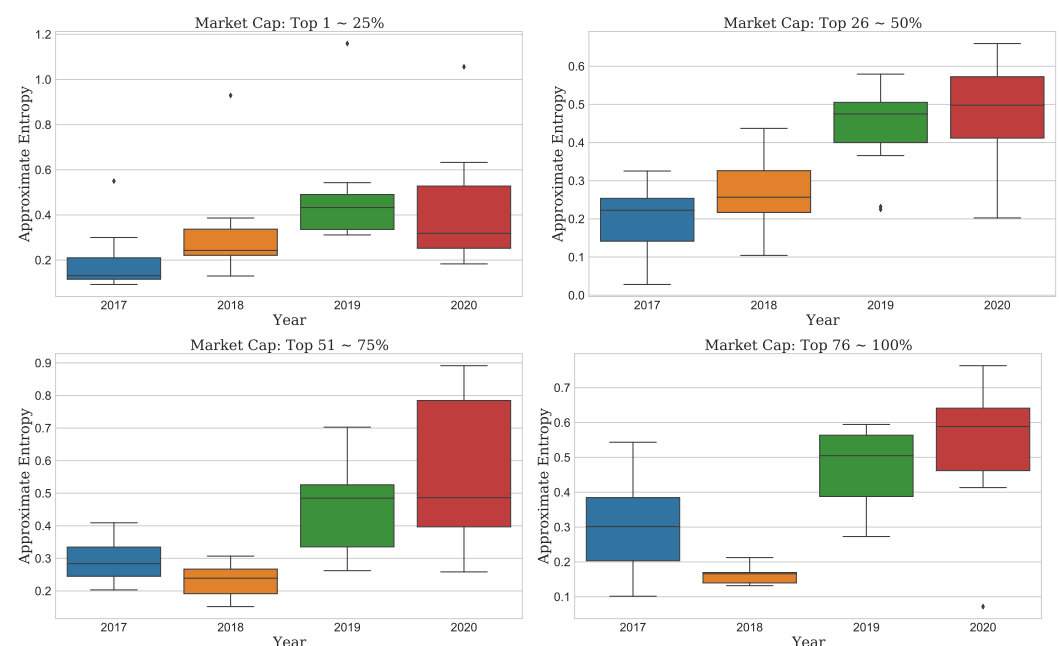 Market Cap: Top 1 ~ 25%
Approximate Entropy
1.2
1.0
0.8
0.6
0.4
0.2
2017 2018 2019 2020
Year
Market Cap: Top 26 ~ 50%
Approximate Entropy
0.6
0.5
0.4
0.3
0.2
0.1
0.0
2017 2018 2019 2020
Year
Market Cap: Top 51 ~ 75%
Approximate Entropy
0.9
0.8
0.7
0.6
0.5
0.4
0.3
0.2
2017 2018 2019 2020
Year
Market Cap: Top 76 ~ 100%
Approximate Entropy
0.7
0.6
0.5
0.4
0.3
0.2
0.1
2017 2018 2019 2020
Year